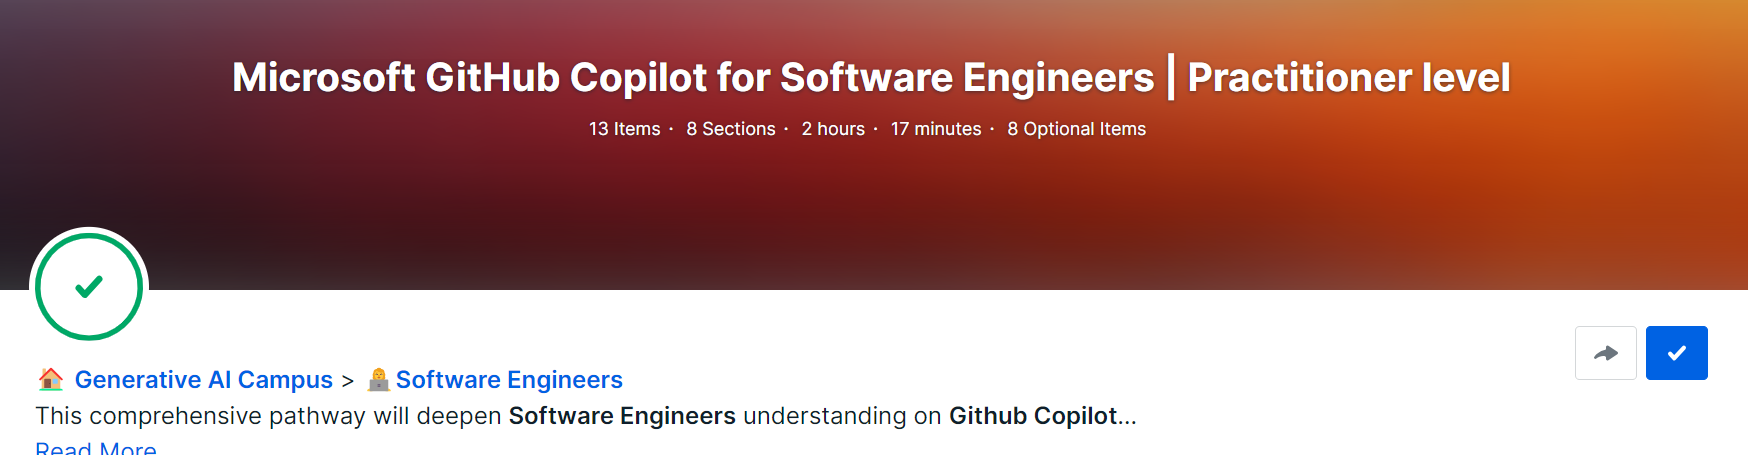 Microsoft GitHub Copilot for Software Engineers | Practitioner level
13 Items · 8 Sections · 2 hours · 17 minutes · 8 Optional Items
Generative AI Campus > Software Engineers
This comprehensive pathway will deepen Software Engineers understanding on Github Copilot...
Read More